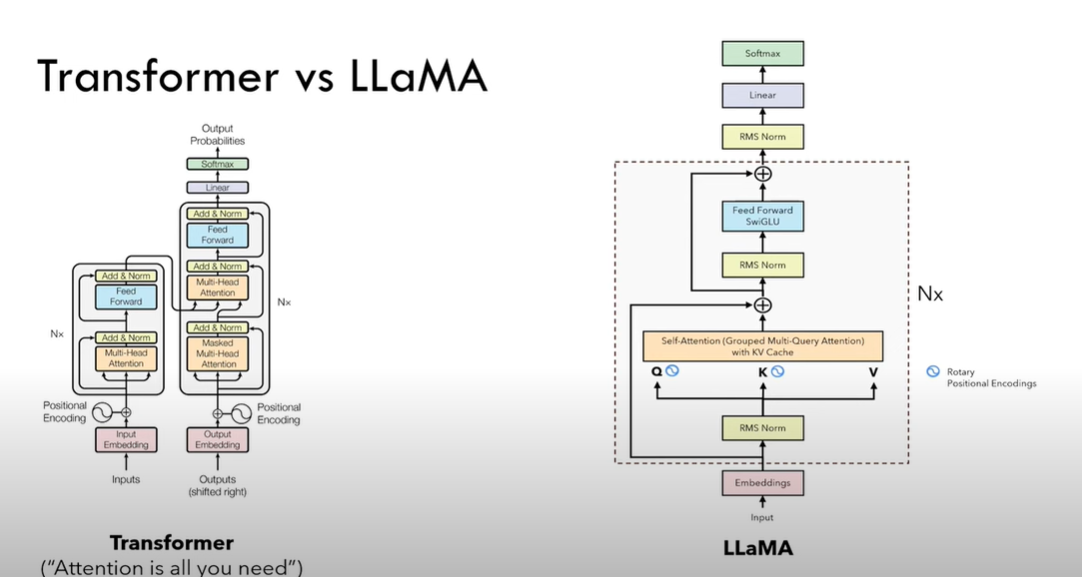 Transformer vs LLaMA
Output
Probabilities
Softmax
Linear
Add & Norm
Feed
Forward
Add & Norm
Multi-Head
Attention
Nx
Add & Norm
Masked
Multi-Head
Attention
Add & Norm
Feed
Forward
Nx
Add & Norm
Multi-Head
Attention
Positional
Encoding
Positional
Encoding
Input
Embedding
Output
Embedding
Inputs
Outputs
(shifted right)
Transformer
("Attention is all you need")
Softmax
Linear
RMS Norm
Feed Forward
SwiGLU
RMS Norm
Nx
Self-Attention (Grouped Multi-Query Attention)
with KV Cache
Q
K
V
Rotary
Positional Encodings
RMS Norm
Embeddings
Input
LLaMA